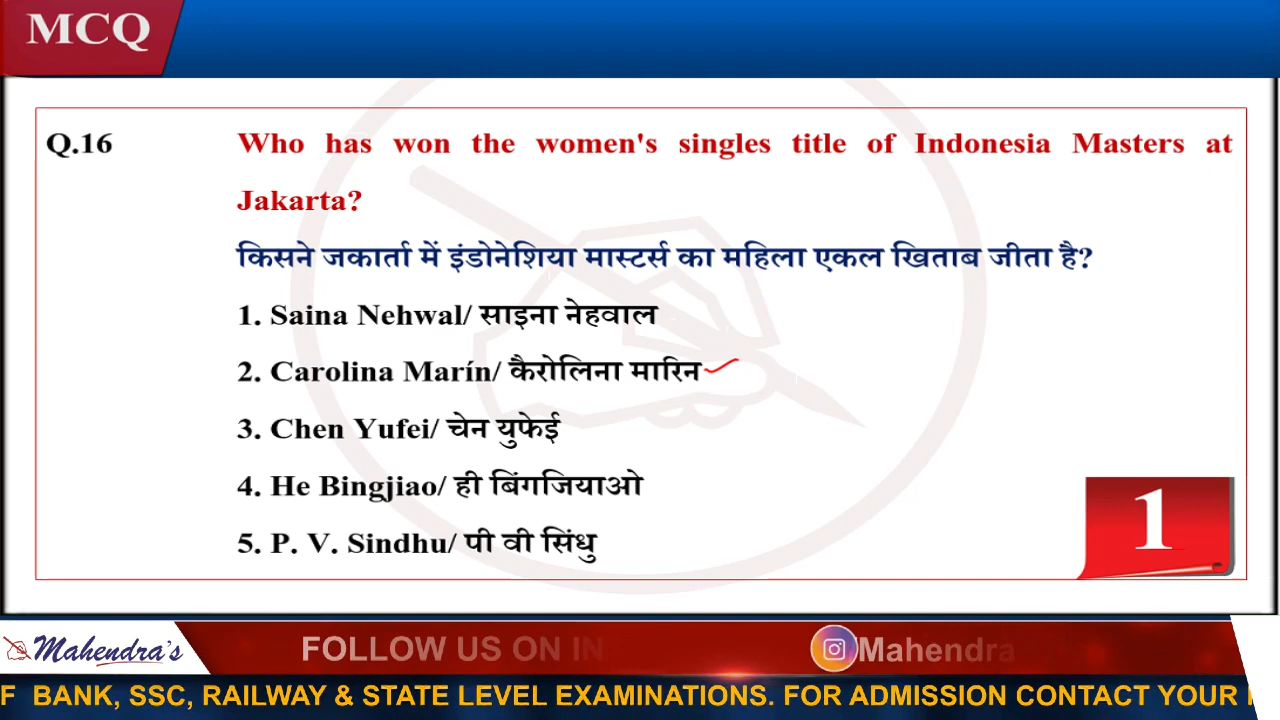 MCQ
Q.16 Who has won the women's singles title of Indonesia Masters at
Jakarta?
किसने जकार्ता में इंडोनेशिया मास्टर्स का महिला एकल खिताब जीता है?
1. Saina Nehwal/ साइना नेहवाल
2. Carolina Marín/ कैरोलिना मारिन
3. Chen Yufei/ चेन युफेई
4. He Bingjiao/ ही बिंगजियाओ
5. P. V. Sindhu/ पी वी सिंधु
1
Mahendra's
FOLLOW US ON IN
Mahendra
F BANK, SSC, RAILWAY & STATE LEVEL EXAMINATIONS. FOR ADMISSION CONTACT YOUR